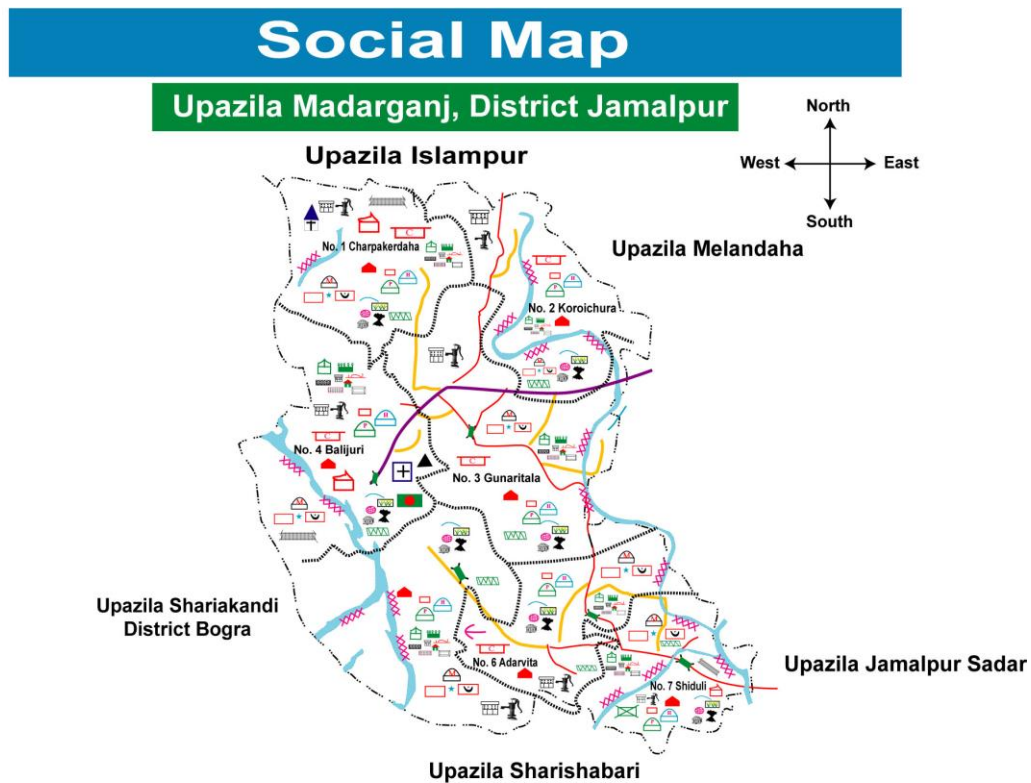 Social Map
Upazila Madarganj, District Jamalpur
North
West
East
South
Upazila Islampur
Upazila Melandaha
No. 1 Charpakerdaha
No. 2 Koroichura
No. 4 Balijuri
No. 3 Gunaritala
Upazila Shariakandi
District Bogra
No. 6 Adarvita
Upazila Jamalpur Sadar
No. 7 Shiduli
Upazila Sharishabari